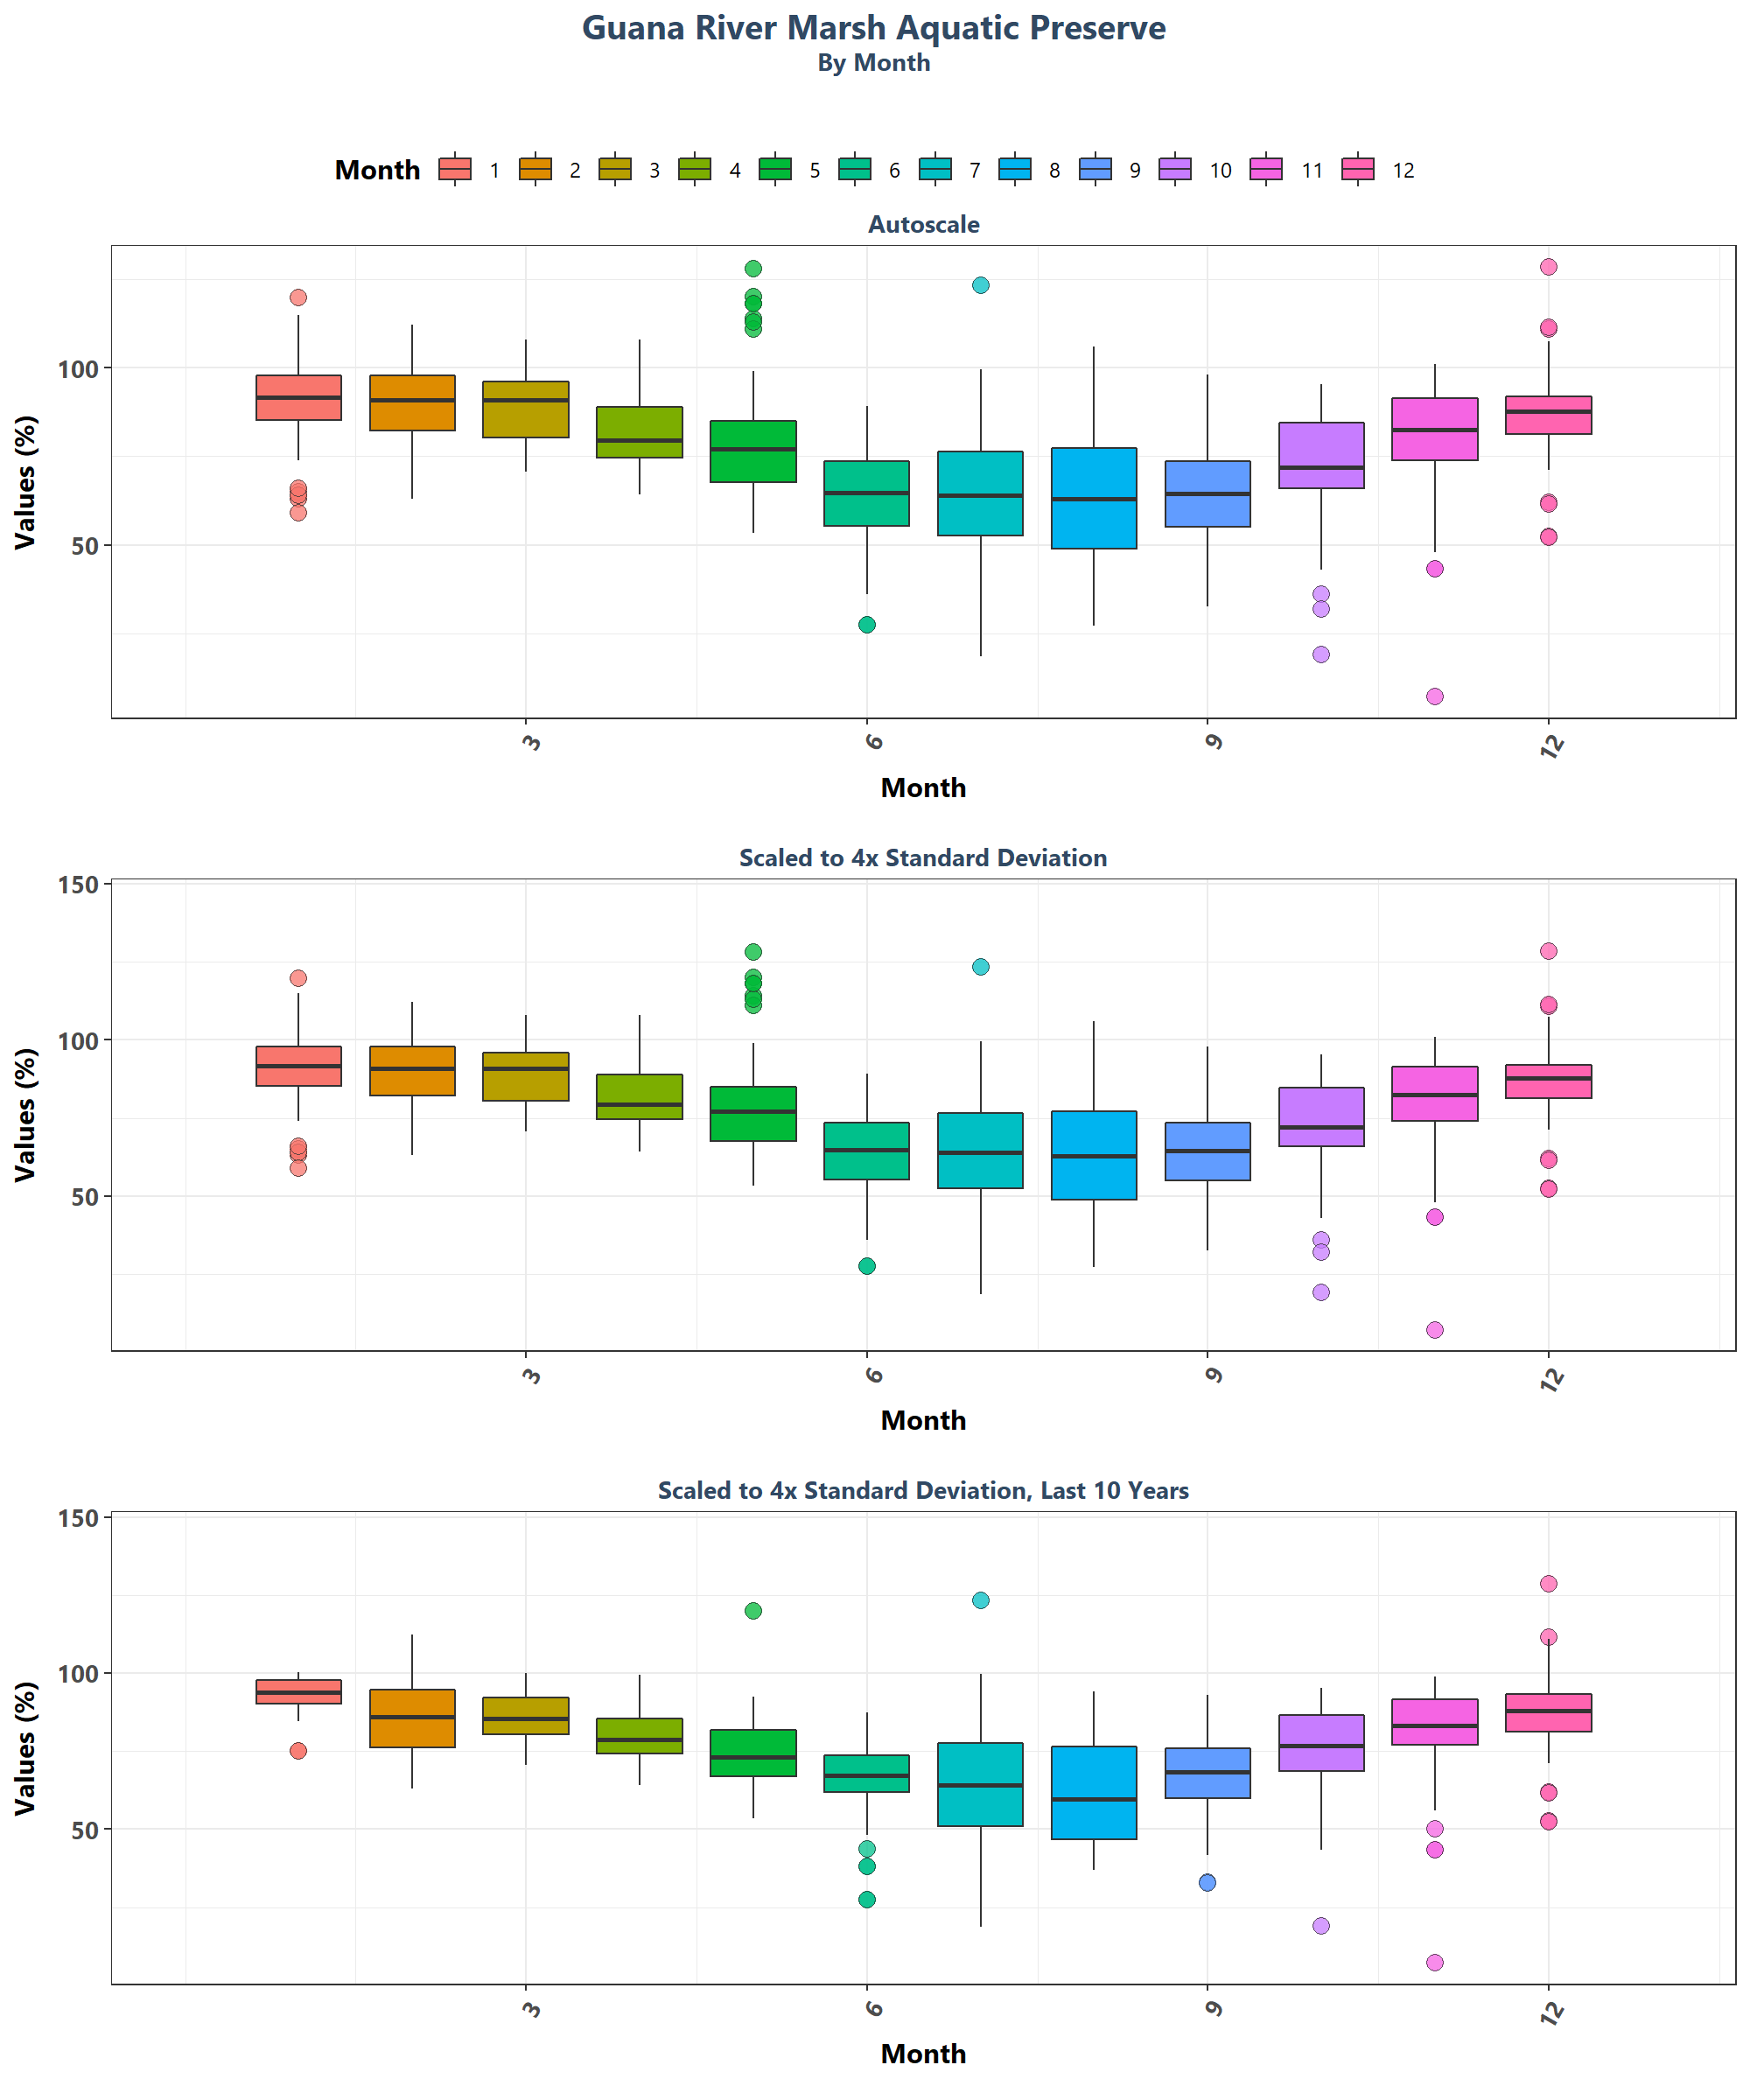 Guana River Marsh Aquatic Preserve
By Month
Month 1 2 3 4 5 6 7 8 9 10 11 12
Autoscale
Values (%)
100
50
3 6 9 12
Month
Scaled to 4x Standard Deviation
Values (%)
150
100
50
3 6 9 12
Month
Scaled to 4x Standard Deviation, Last 10 Years
Values (%)
150
100
50
3 6 9 12
Month